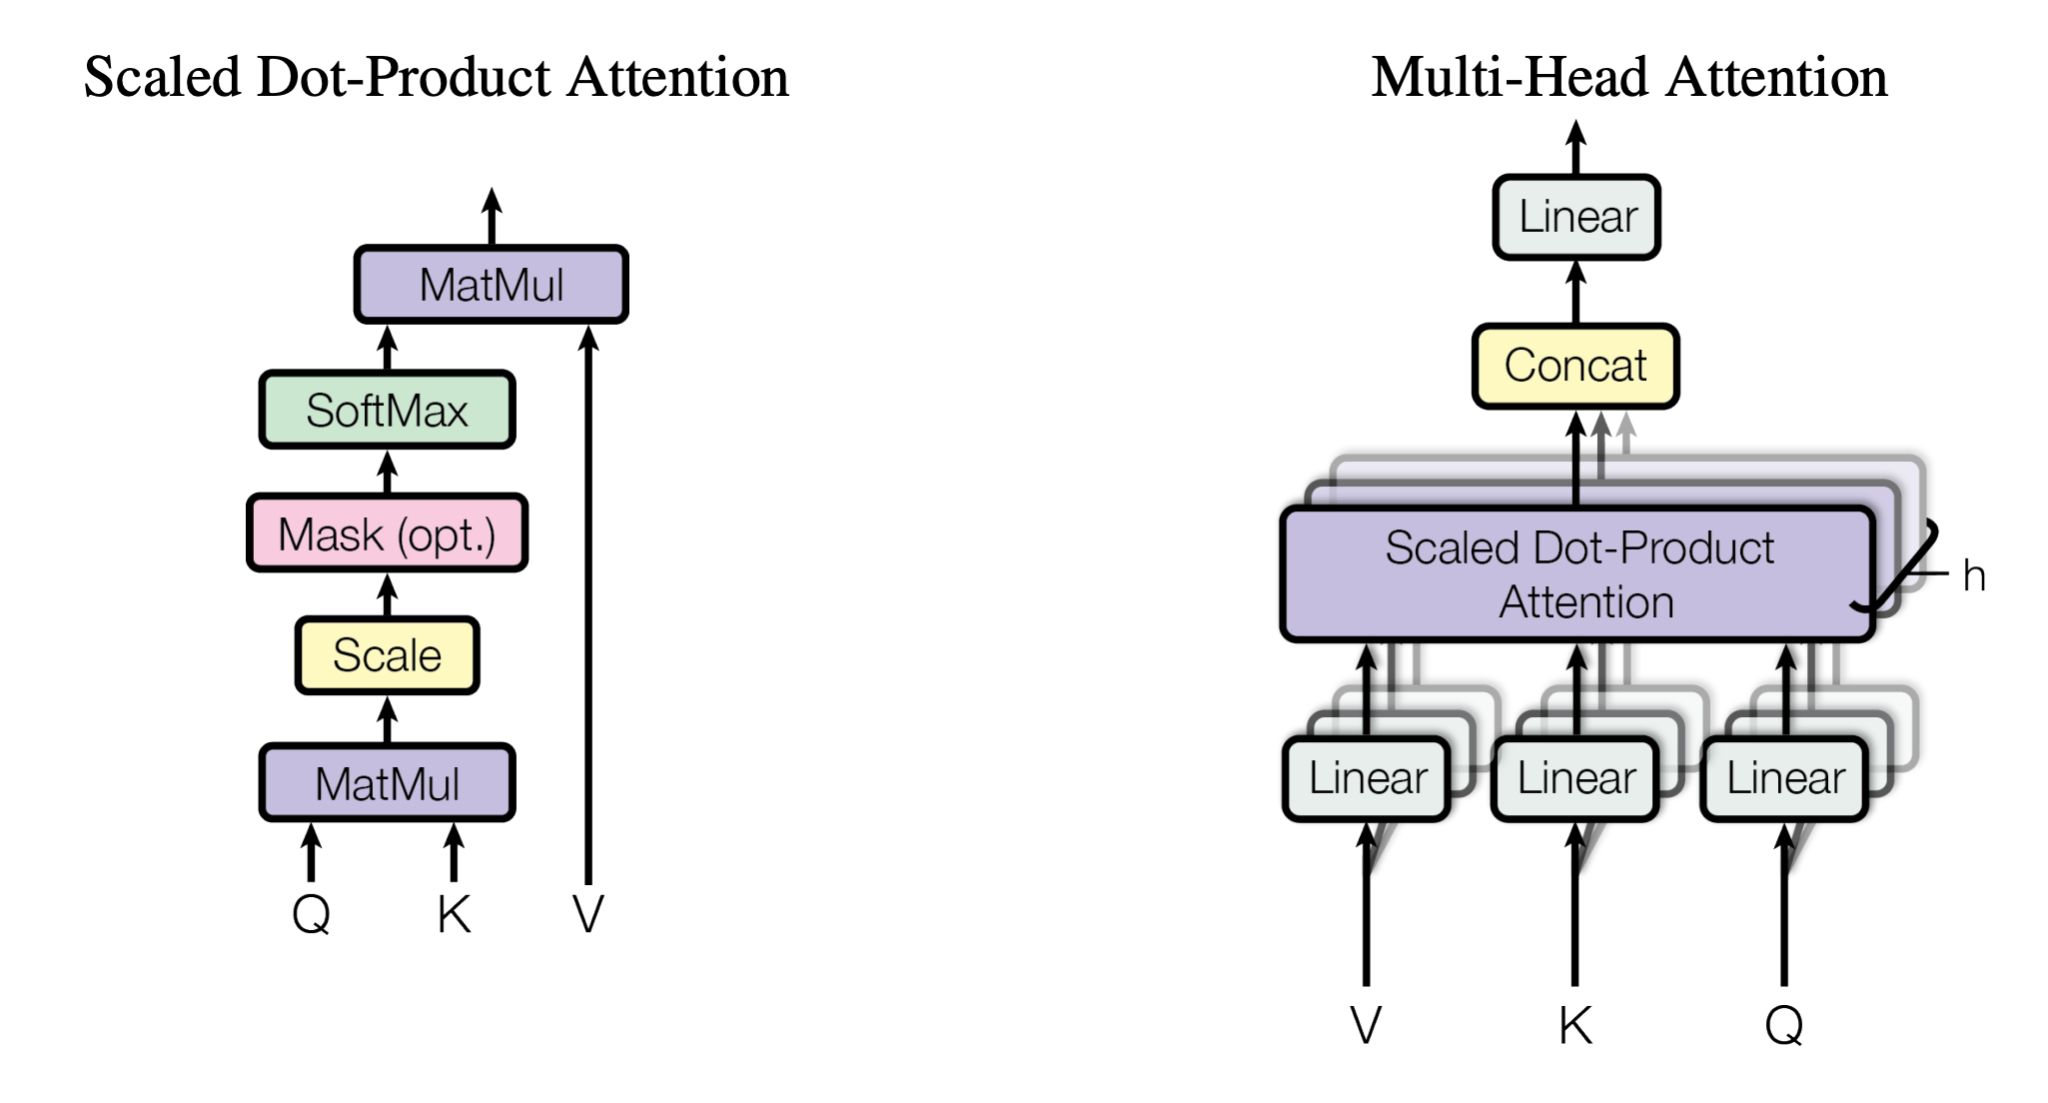 Scaled Dot-Product Attention
MatMul
SoftMax
Mask (opt.)
Scale
MatMul
Q K V
Multi-Head Attention
Linear
Concat
Scaled Dot-Product
Attention
h
Linear Linear Linear
V K Q